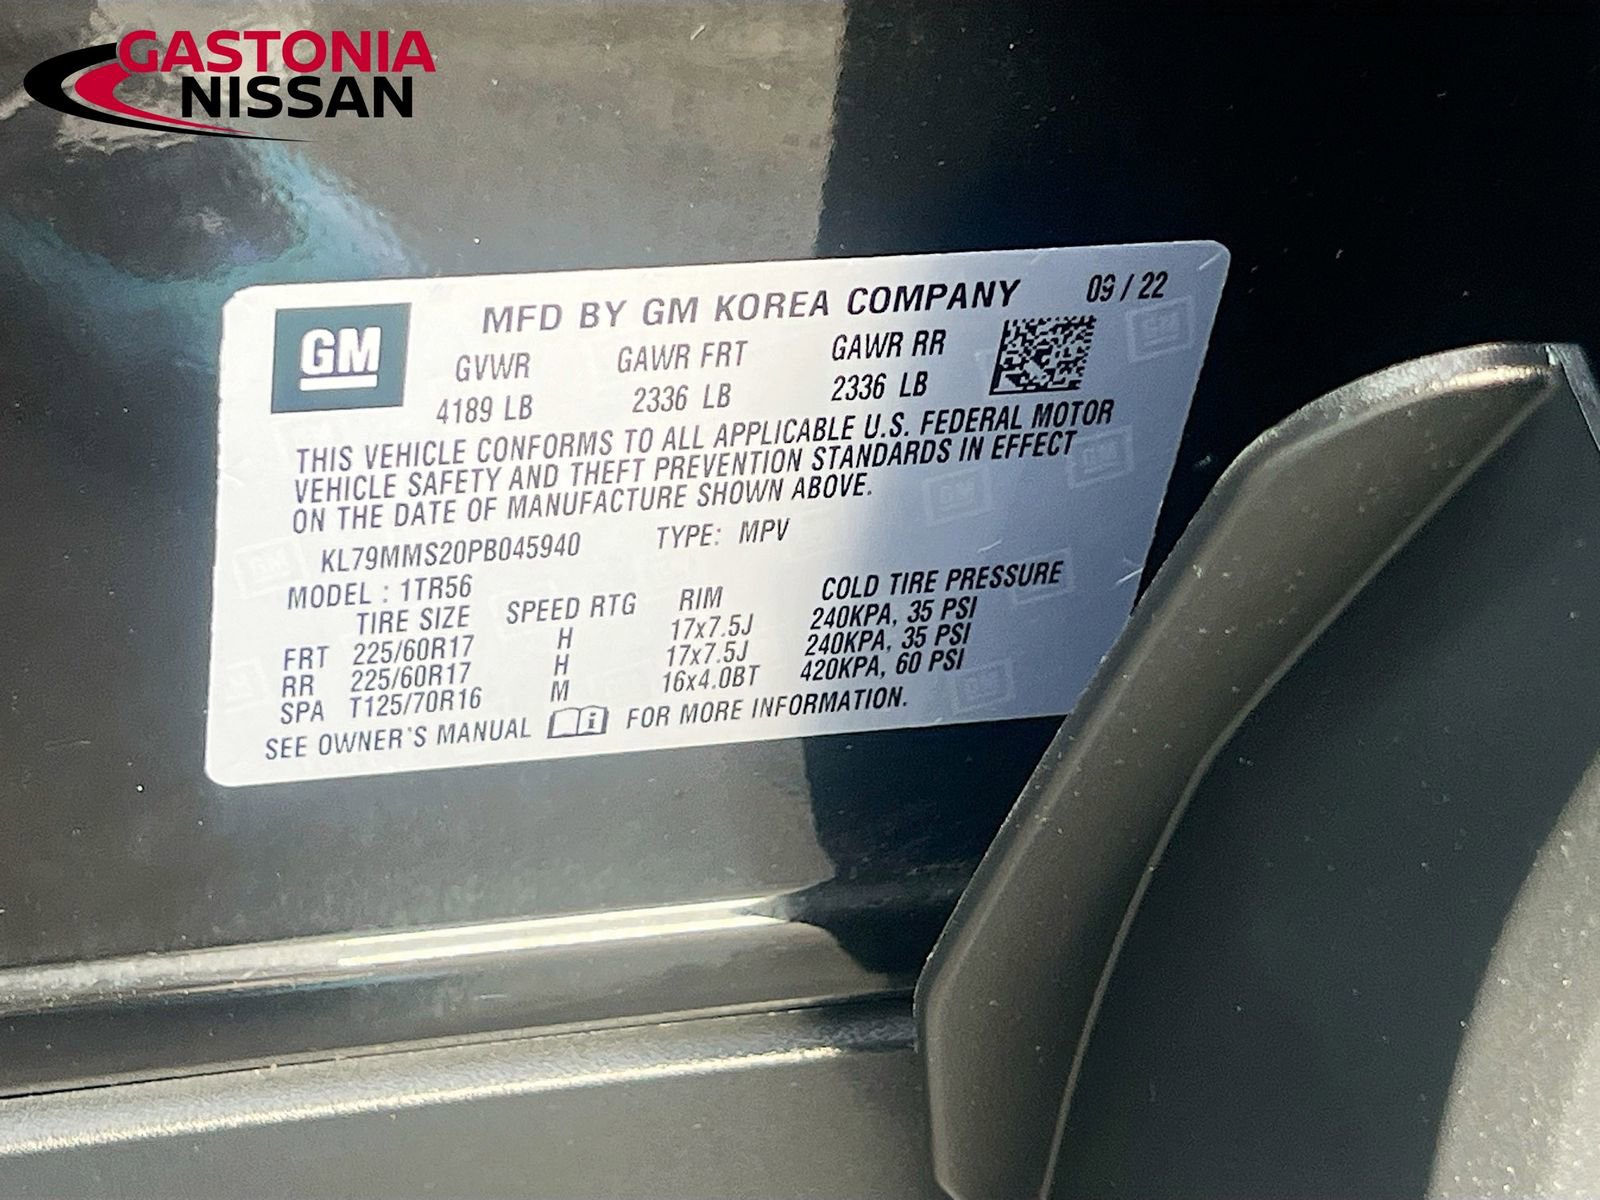 GASTONIA
NISSAN
GM
MFD BY GM KOREA COMPANY 09 / 22
GVWR GAWR FRT GAWR RR
4189 LB 2336 LB 2336 LB
THIS VEHICLE CONFORMS TO ALL APPLICABLE U.S. FEDERAL MOTOR
VEHICLE SAFETY AND THEFT PREVENTION STANDARDS IN EFFECT
ON THE DATE OF MANUFACTURE SHOWN ABOVE.
KL79MMS20PB045940 TYPE: MPV
MODEL : 1TR56
TIRE SIZE SPEED RTG RIM COLD TIRE PRESSURE
FRT 225/60R17 H 17x7.5J 240KPA, 35 PSI
RR 225/60R17 H 17x7.5J 240KPA, 35 PSI
SPA T125/70R16 M 16x4.0BT 420KPA, 60 PSI
SEE OWNER'S MANUAL i FOR MORE INFORMATION.